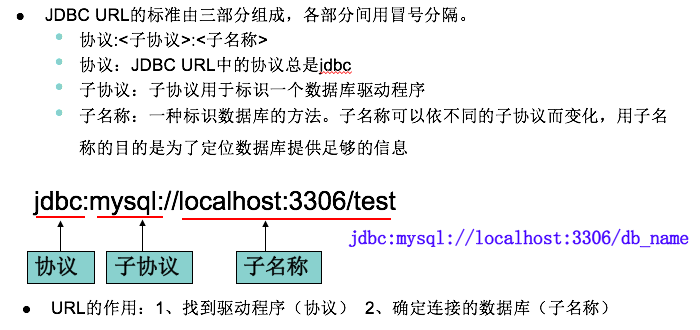 ● JDBC URL的标准由三部分组成，各部分间用冒号分隔。
• 协议:<子协议>:<子名称>
• 协议：JDBC URL中的协议总是jdbc
• 子协议：子协议用于标识一个数据库驱动程序
• 子名称：一种标识数据库的方法。子名称可以依不同的子协议而变化，用子名
称的目的是为了定位数据库提供足够的信息
jdbc:mysql://localhost:3306/test
jdbc:mysql://localhost:3306/db_name
协议 子协议 子名称
● URL的作用：1、找到驱动程序（协议） 2、确定连接的数据库（子名称）